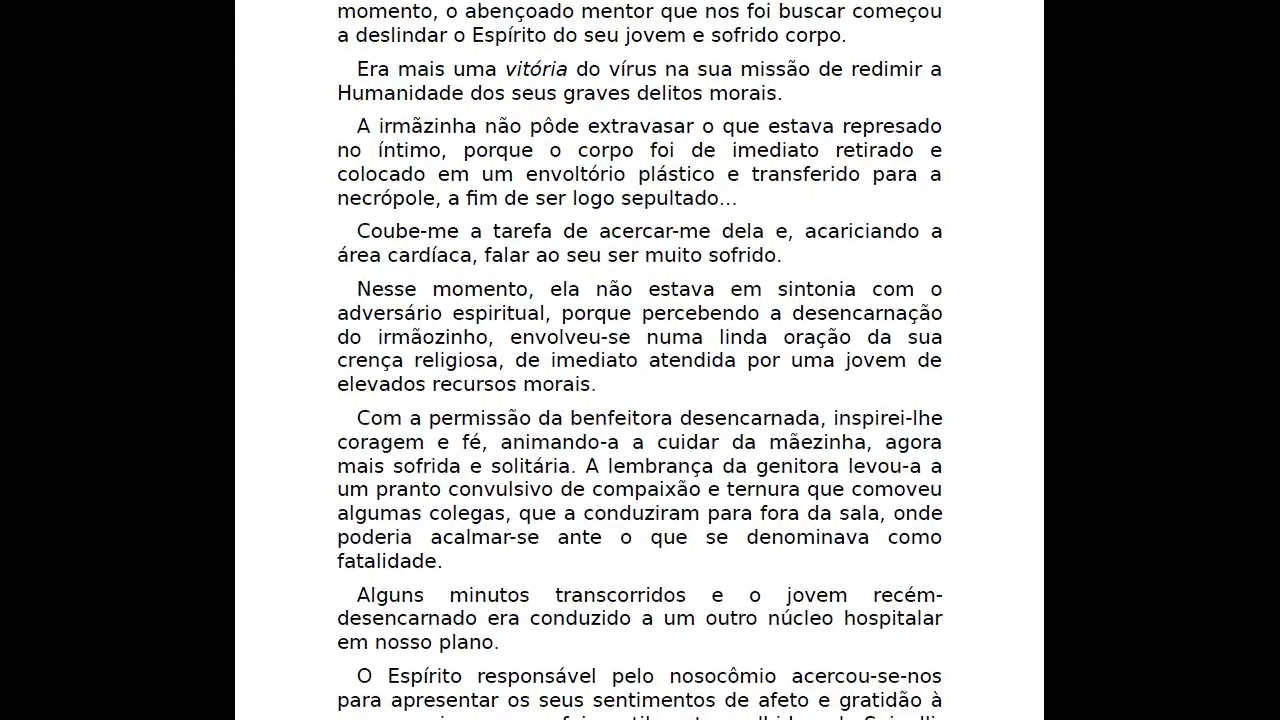 momento, o abençoado mentor que nos foi buscar começou
a deslindar o Espírito do seu jovem e sofrido corpo.
Era mais uma vitória do vírus na sua missão de redimir a
Humanidade dos seus graves delitos morais.
A irmãzinha não pôde extravasar o que estava represado
no íntimo, porque o corpo foi de imediato retirado e
colocado em um envoltório plástico e transferido para a
necrópole, a fim de ser logo sepultado...
Coube-me a tarefa de acercar-me dela e, acariciando a
área cardíaca, falar ao seu ser muito sofrido.
Nesse momento, ela não estava em sintonia com o
adversário espiritual, porque percebendo a desencarnação
do irmãozinho, envolveu-se numa linda oração da sua
crença religiosa, de imediato atendida por uma jovem de
elevados recursos morais.
Com a permissão da benfeitora desencarnada, inspirei-lhe
coragem e fé, animando-a a cuidar da mãezinha, agora
mais sofrida e solitária. A lembrança da genitora levou-a a
um pranto convulsivo de compaixão e ternura que comoveu
algumas colegas, que a conduziram para fora da sala, onde
poderia acalmar-se ante o que se denominava como
fatalidade.
Alguns minutos transcorridos e o jovem recém-
desencarnado era conduzido a um outro núcleo hospitalar
em nosso plano.
O Espírito responsável pelo nosocômio acercou-se-nos
para apresentar os seus sentimentos de afeto e gratidão à